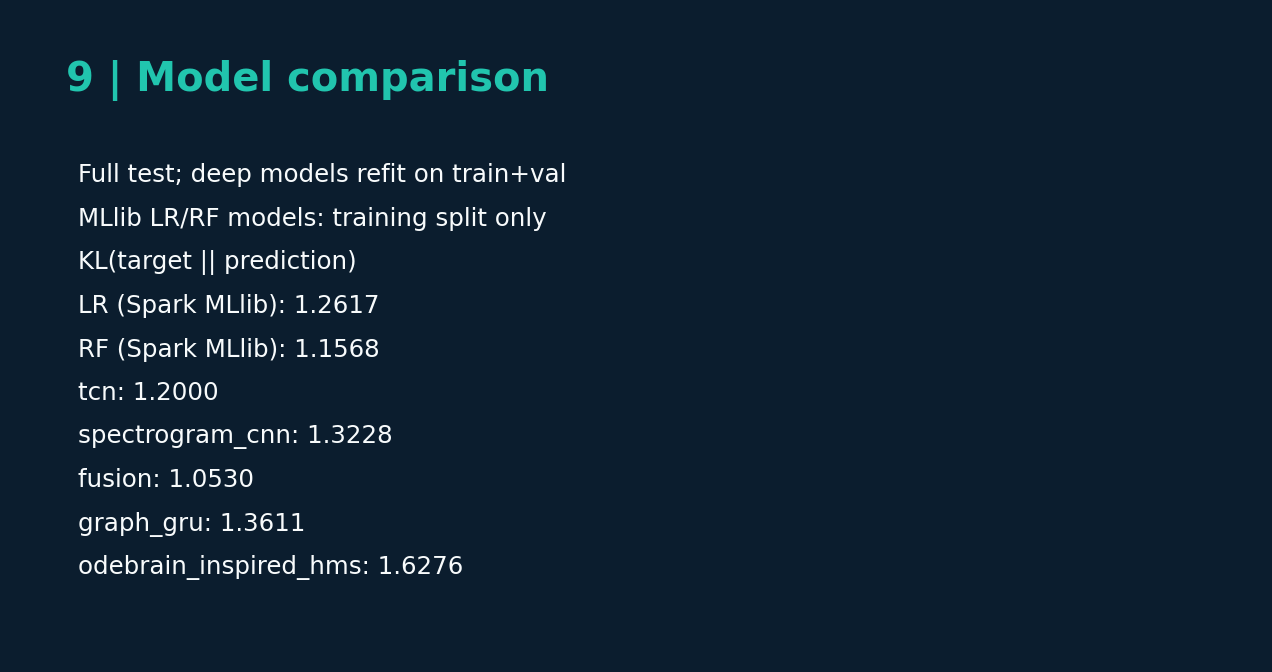 9 | Model comparison
Full test; deep models refit on train+val
MLlib LR/RF models: training split only
KL(target || prediction)
LR (Spark MLlib): 1.2617
RF (Spark MLlib): 1.1568
tcn: 1.2000
spectrogram_cnn: 1.3228
fusion: 1.0530
graph_gru: 1.3611
odebrain_inspired_hms: 1.6276